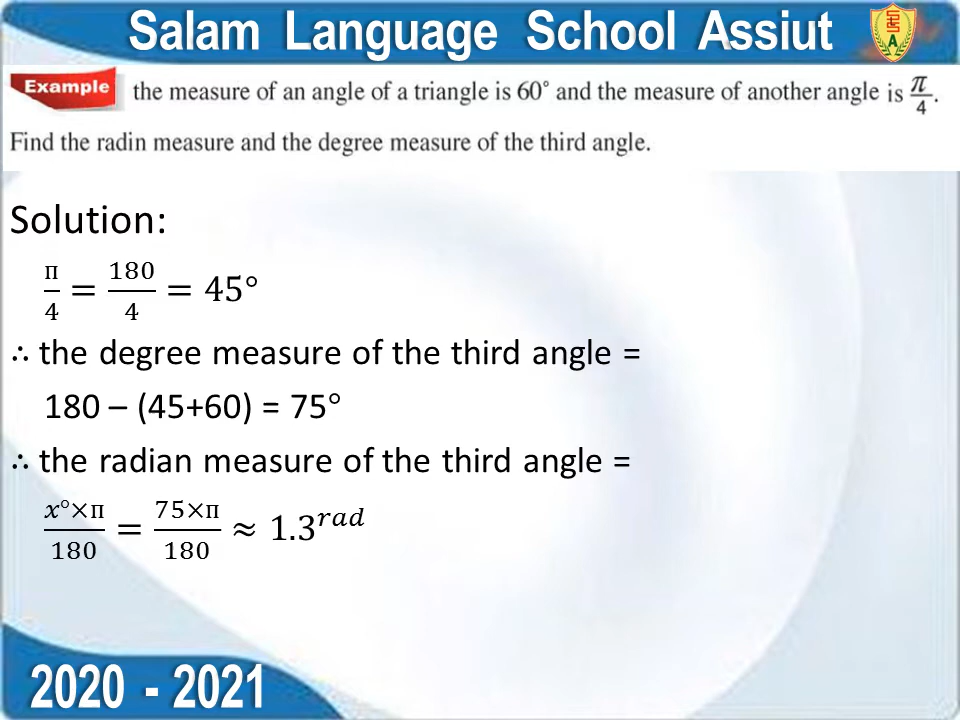 Salam Language School Assiut
Example the measure of an angle of a triangle is 60° and the measure of another angle is π/4.
Find the radin measure and the degree measure of the third angle.
Solution:
π/4 = 180/4 = 45°
∴ the degree measure of the third angle =
180 – (45+60) = 75°
∴ the radian measure of the third angle =
x°×π/180 = 75×π/180 ≈ 1.3^rad
2020 - 2021